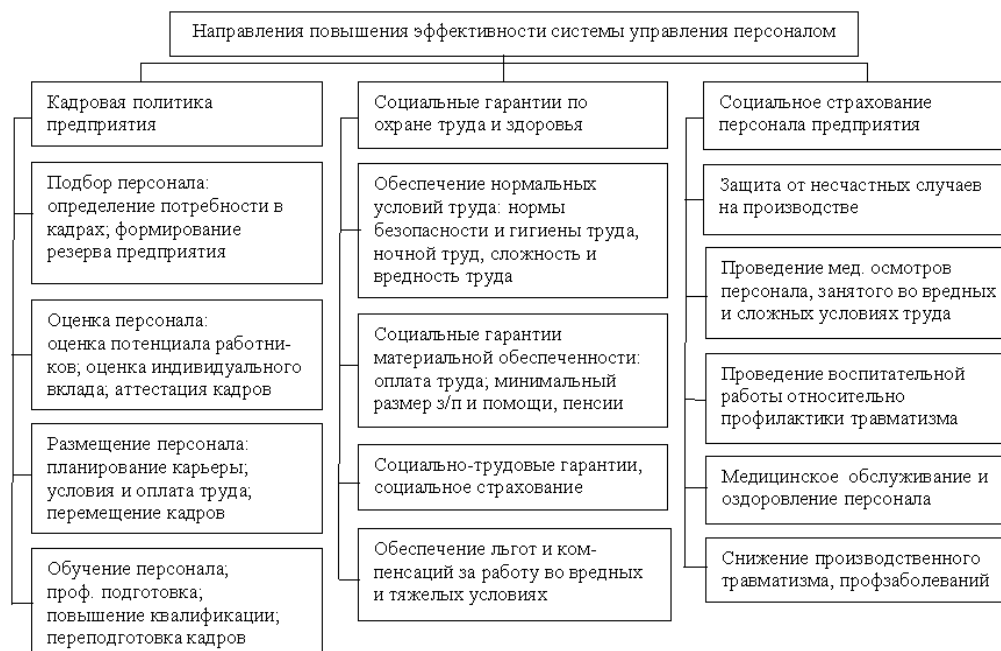 Направления повышения эффективности системы управления персоналом
Кадровая политика
предприятия
Подбор персонала:
определение потребности в
кадрах; формирование
резерва предприятия
Оценка персонала:
оценка потенциала работни-
ков; оценка индивидуального
вклада; аттестация кадров
Размещение персонала:
планирование карьеры;
условия и оплата труда;
перемещение кадров
Обучение персонала;
проф. подготовка;
повышение квалификации;
переподготовка кадров
Социальные гарантии по
охране труда и здоровья
Обеспечение нормальных
условий труда: нормы
безопасности и гигиены труда,
ночной труд, сложность и
вредность труда
Социальные гарантии
материальной обеспеченности:
оплата труда; минимальный
размер з/п и помощи, пенсии
Социально-трудовые гарантии,
социальное страхование
Обеспечение льгот и ком-
пенсаций за работу во вредных
и тяжелых условиях
Социальное страхование
персонала предприятия
Защита от несчастных случаев
на производстве
Проведение мед. осмотров
персонала, занятого во вредных
и сложных условиях труда
Проведение воспитательной
работы относительно
профилактики травматизма
Медицинское обслуживание и
оздоровление персонала
Снижение производственного
травматизма, профзаболеваний